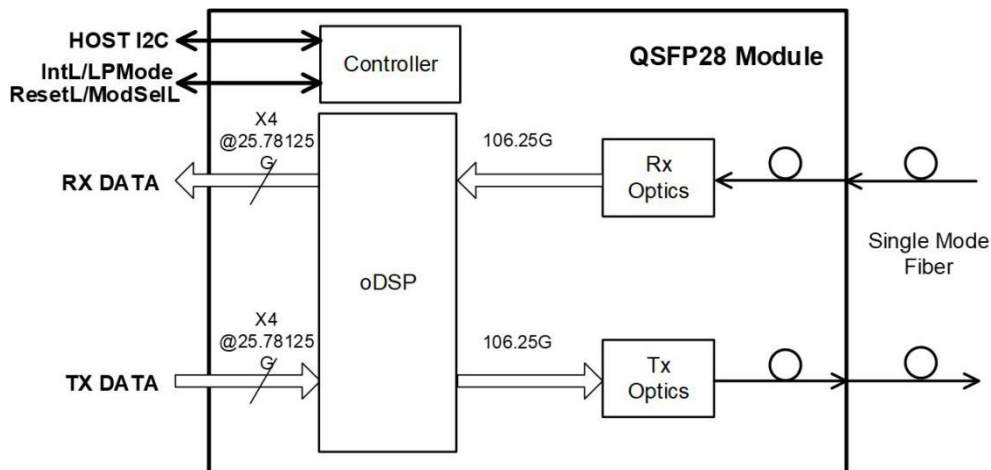 HOST I2C
IntL/LPMode
ResetL/ModSelL
Controller
QSFP28 Module
X4
@25.78125
G
RX DATA
106.25G
Rx
Optics
Single Mode
Fiber
oDSP
X4
@25.78125
G
TX DATA
106.25G
Tx
Optics